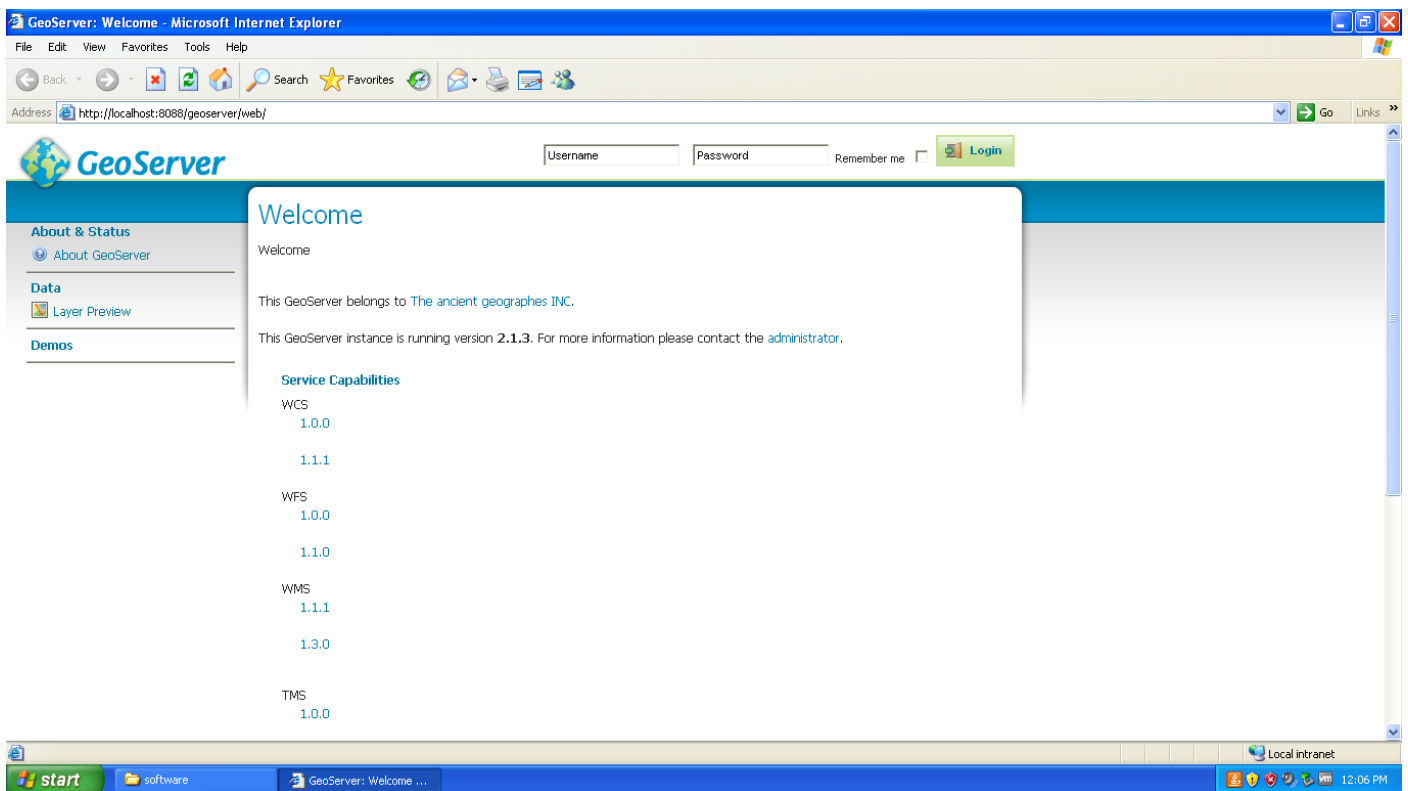 GeoServer: Welcome - Microsoft Internet Explorer
File Edit View Favorites Tools Help
Back Search Favorites
Address http://localhost:8088/geoserver/web/ Go Links »
GeoServer Username Password Remember me Login
Welcome
About & Status
About GeoServer
Data
Layer Preview
Demos
Welcome
This GeoServer belongs to The ancient geographes INC.
This GeoServer instance is running version 2.1.3. For more information please contact the administrator.
Service Capabilities
WCS
1.0.0
1.1.1
WFS
1.0.0
1.1.0
WMS
1.1.1
1.3.0
TMS
1.0.0
Local intranet
start software GeoServer: Welcome ... 12:06 PM